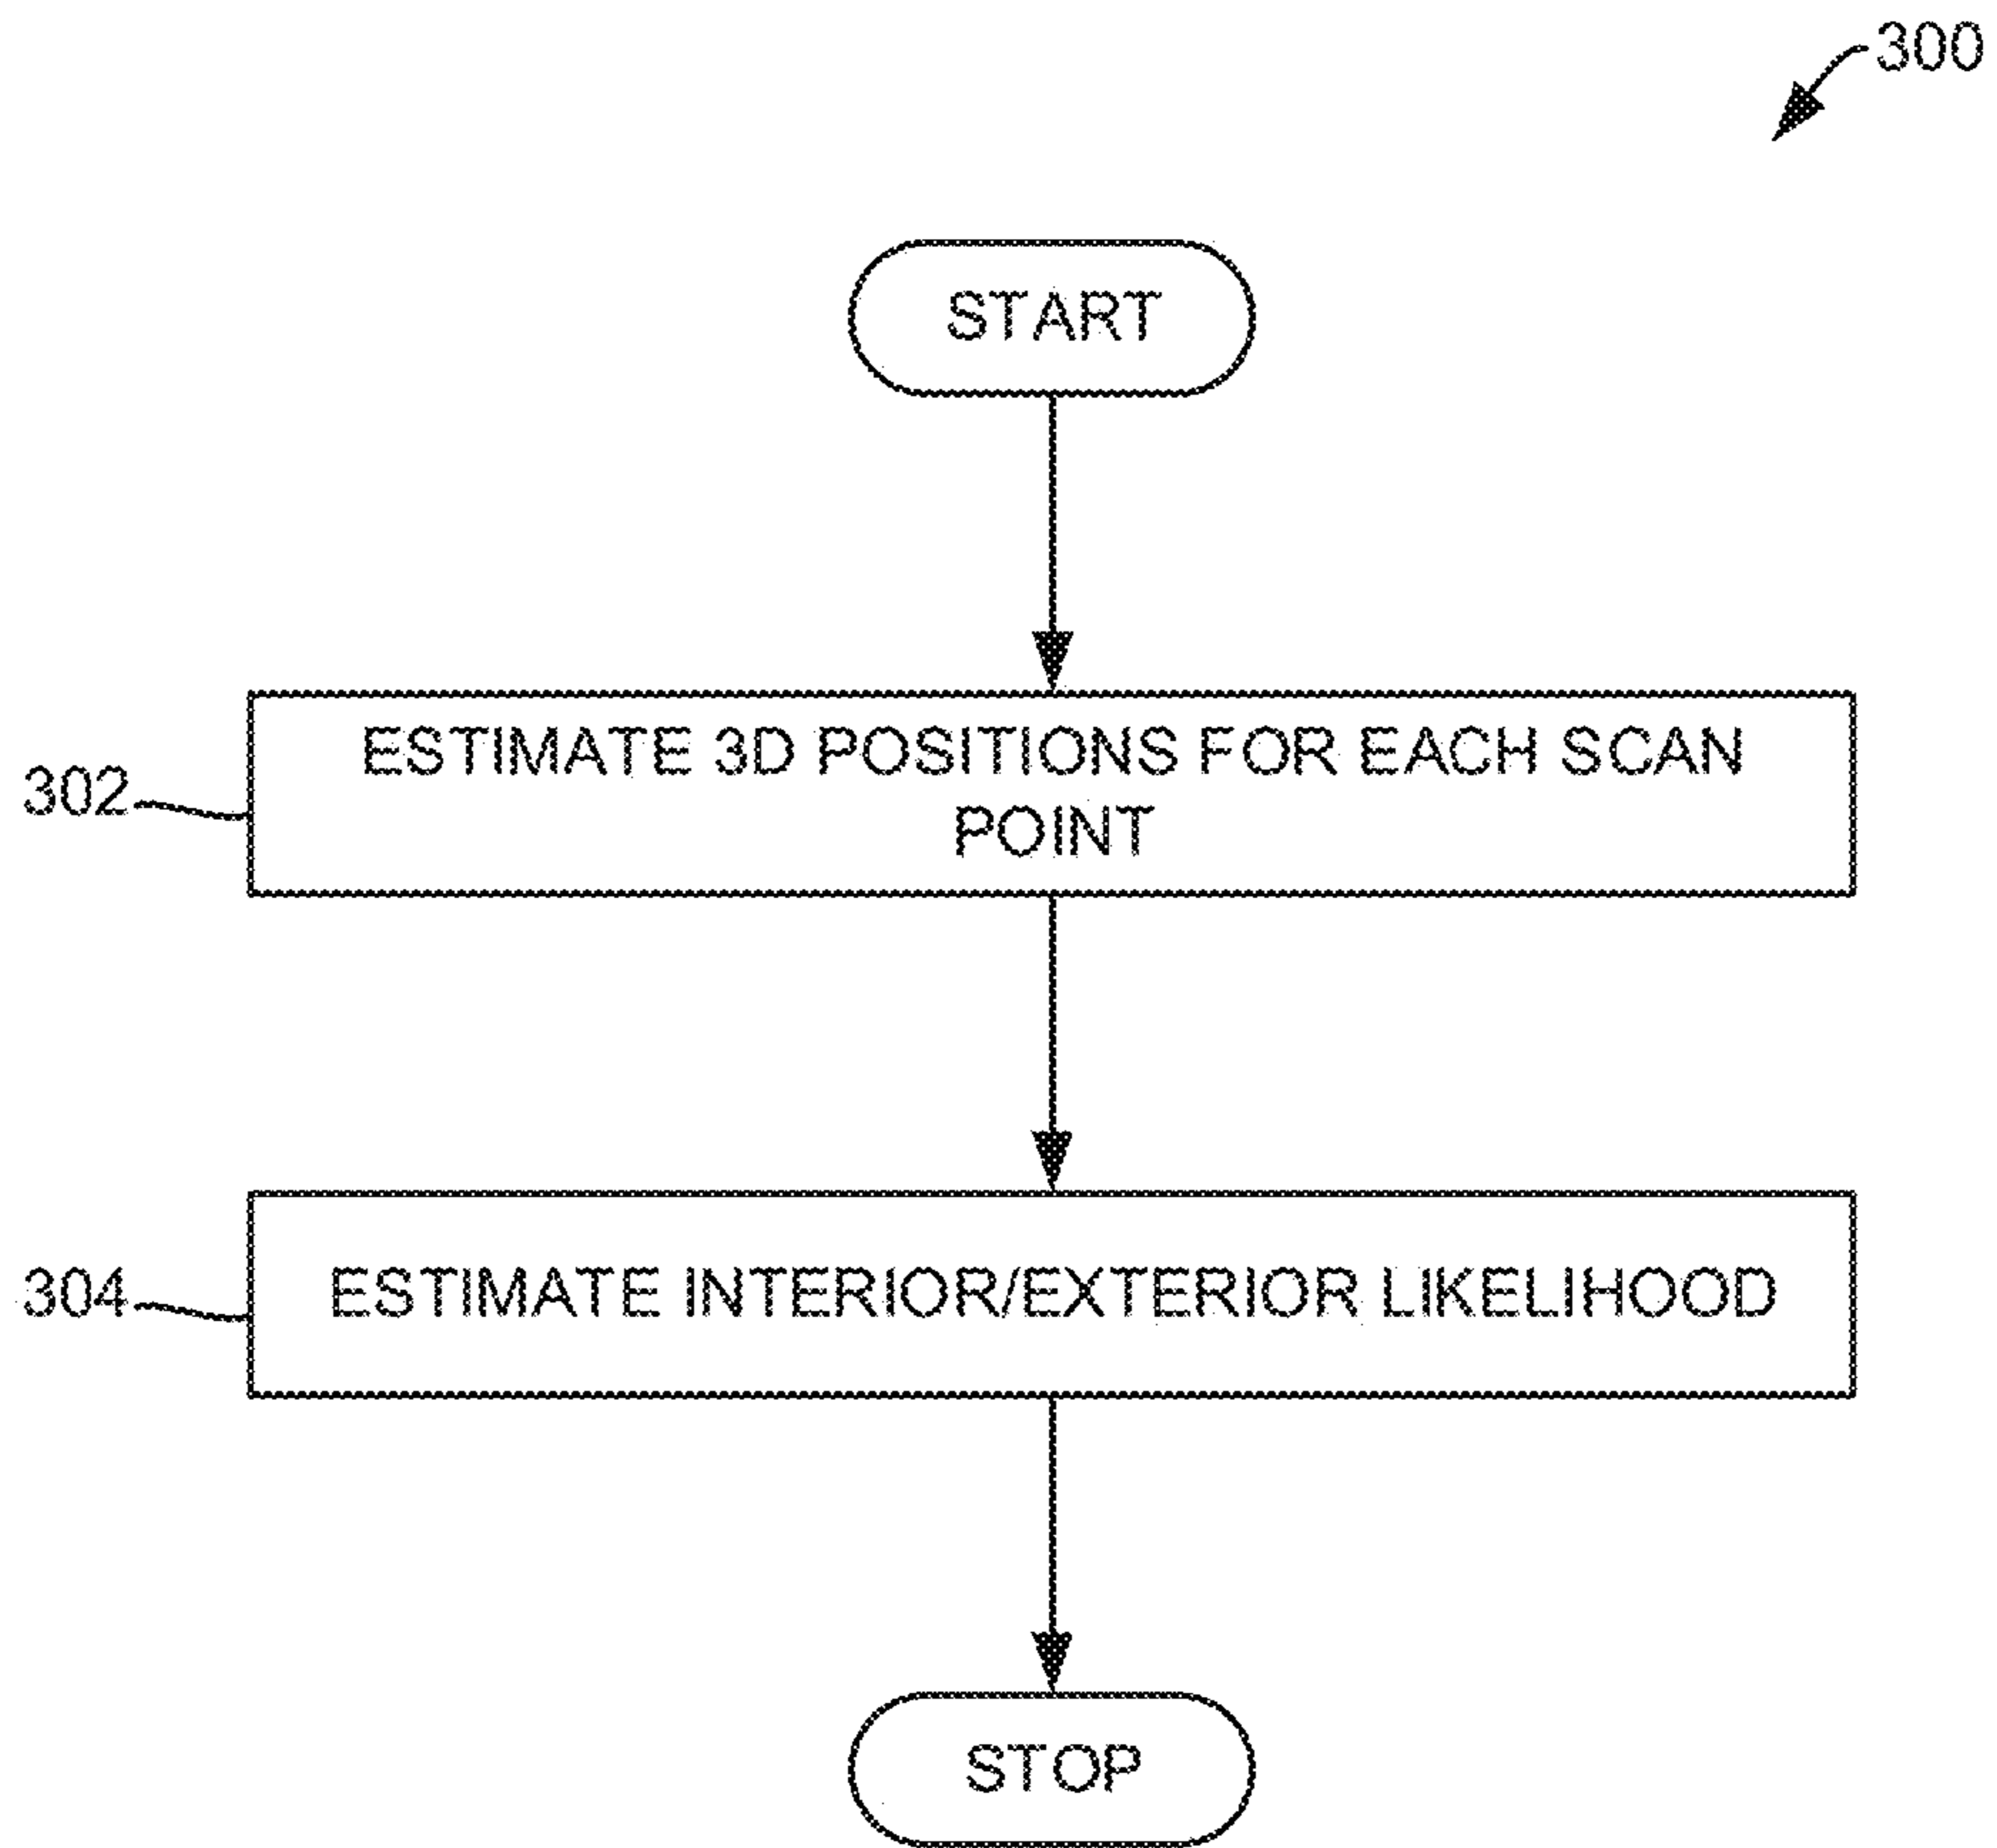 300
START
302
ESTIMATE 3D POSITIONS FOR EACH SCAN
POINT
304
ESTIMATE INTERIOR/EXTERIOR LIKELIHOOD
STOP